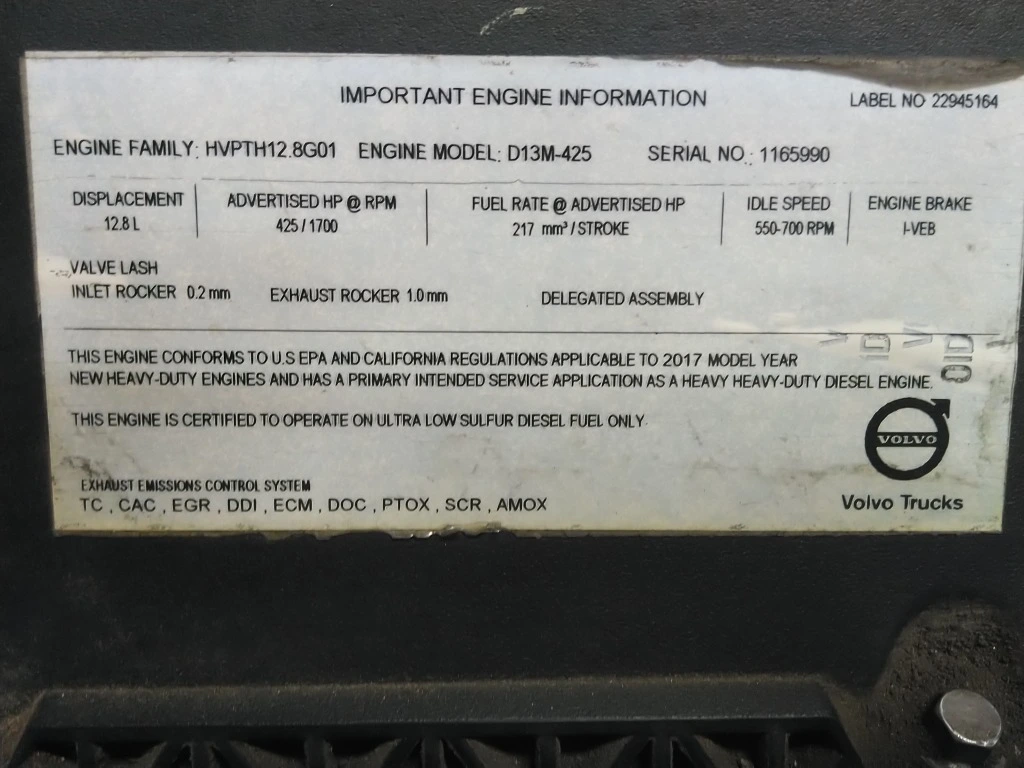 IMPORTANT ENGINE INFORMATION LABEL NO 22945164
ENGINE FAMILY: HVPTH12.8G01 ENGINE MODEL: D13M-425 SERIAL NO.: 1165990
DISPLACEMENT ADVERTISED HP @ RPM FUEL RATE @ ADVERTISED HP IDLE SPEED ENGINE BRAKE
12.8 L 425 / 1700 217 mm³ / STROKE 550-700 RPM I-VEB
VALVE LASH
INLET ROCKER 0.2 mm EXHAUST ROCKER 1.0 mm DELEGATED ASSEMBLY
THIS ENGINE CONFORMS TO U.S EPA AND CALIFORNIA REGULATIONS APPLICABLE TO 2017 MODEL YEAR
NEW HEAVY-DUTY ENGINES AND HAS A PRIMARY INTENDED SERVICE APPLICATION AS A HEAVY HEAVY-DUTY DIESEL ENGINE.
THIS ENGINE IS CERTIFIED TO OPERATE ON ULTRA LOW SULFUR DIESEL FUEL ONLY.
VOLVO
EXHAUST EMISSIONS CONTROL SYSTEM
TC , CAC , EGR , DDI , ECM , DOC , PTOX , SCR , AMOX
Volvo Trucks